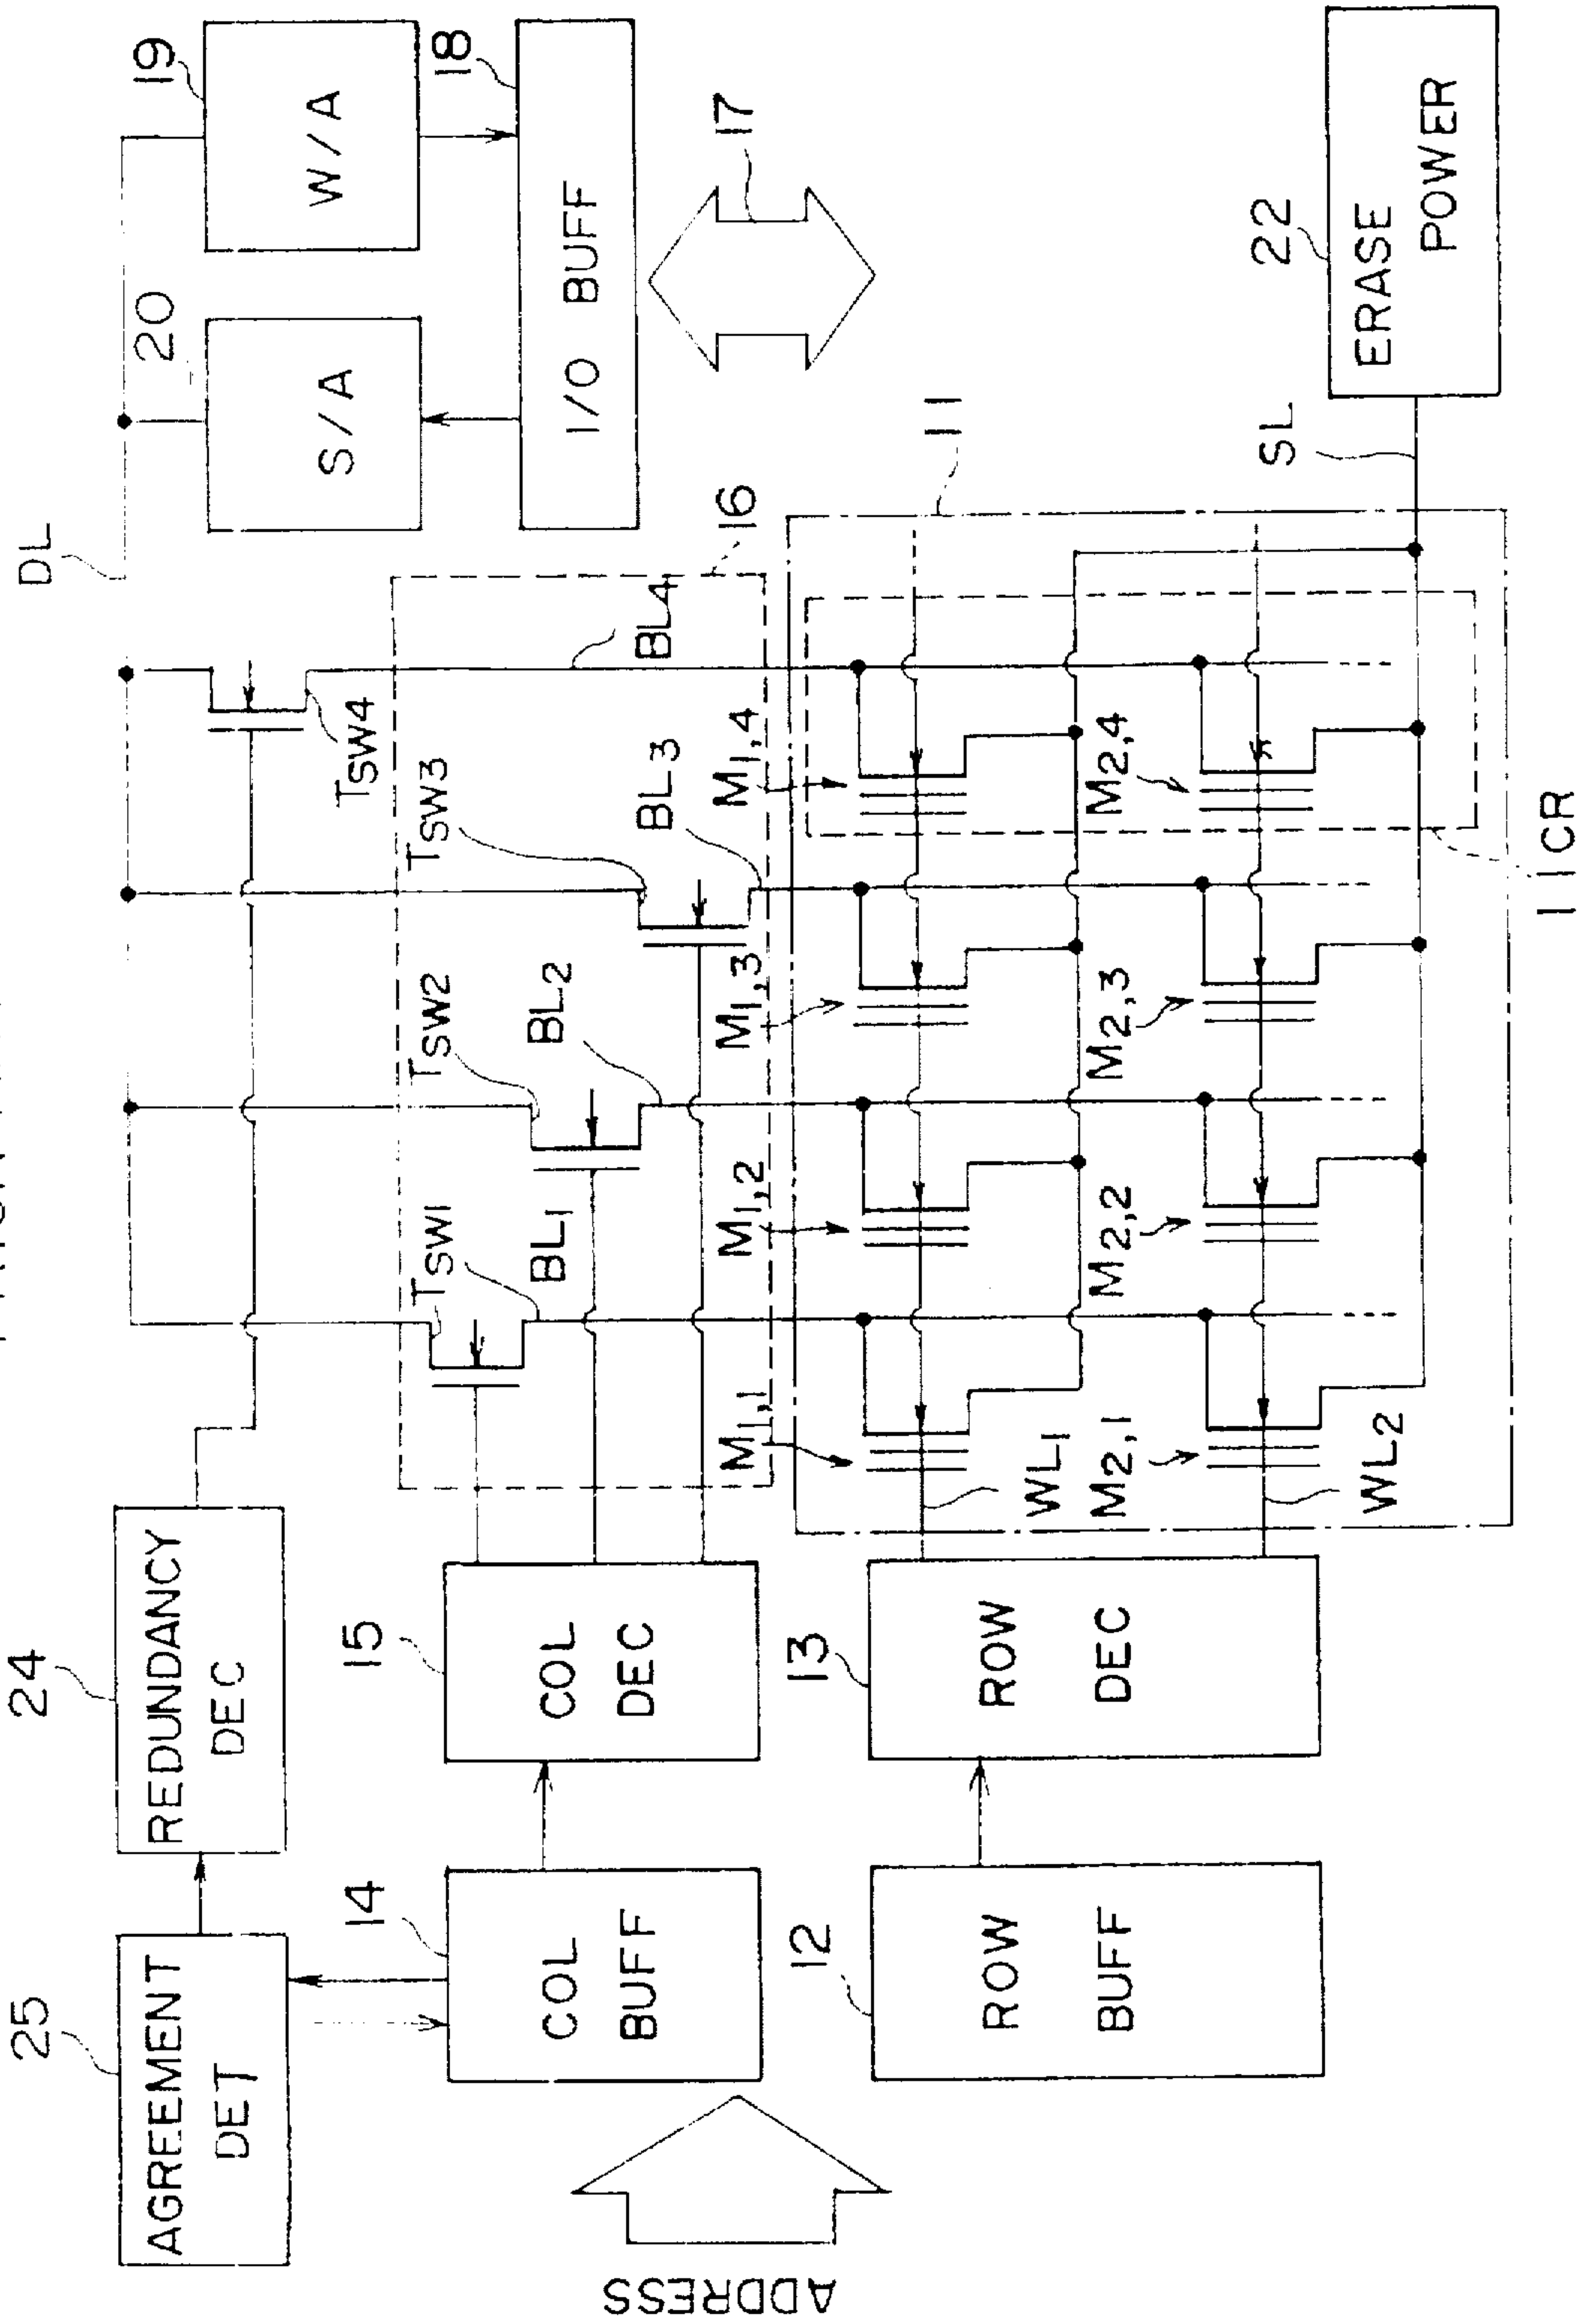 25
AGREEMENT
DET
24
REDUNDANCY
DEC
DL
14
COL
BUFF
15
COL
DEC
TSW1
BL1
TSW2
BL2
TSW3
BL3
TSW4
BL4
16
20
S/A
19
W/A
18
I/O BUFF
17
ADDRESS
12
ROW
BUFF
13
ROW
DEC
M1,1
M1,2
M1,3
M1,4
11
WL1
M2,1
M2,2
M2,3
M2,4
WL2
11CR
SL
22
ERASE
POWER